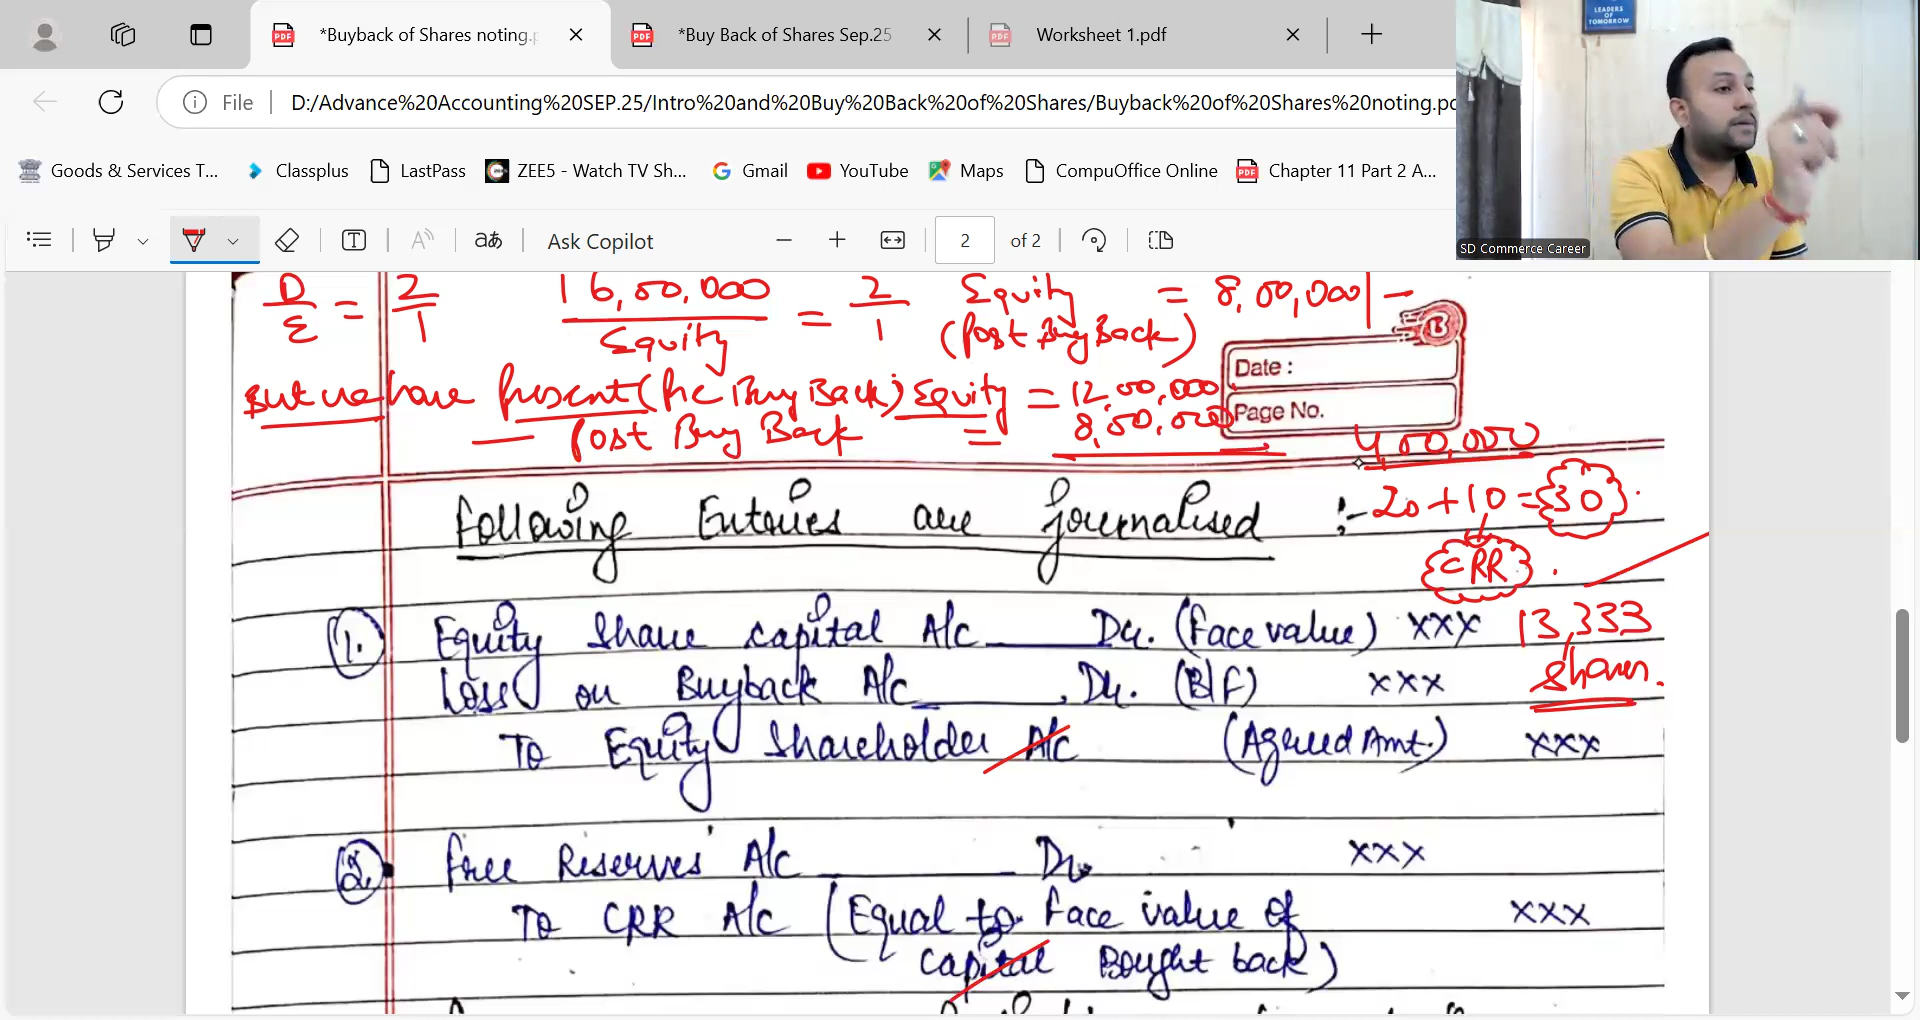 LEADERS
OF
TOMORROW
*Buyback of Shares noting.p
*Buy Back of Shares Sep.25
Worksheet 1.pdf
File
D:/Advance%20Accounting%20SEP.25/Intro%20and%20Buy%20Back%20of%20Shares/Buyback%20of%20Shares%20noting.pd
Goods & Services T...
Classplus
LastPass
ZEE5 - Watch TV Sh...
Gmail
YouTube
Maps
CompuOffice Online
Chapter 11 Part 2 A...
Ask Copilot
2
of 2
SD Commerce Career
D/E = 2/1 16,00,000/Equity = 2/1 Equity (Post Buy Back) = 8,00,000/-
B
Date :
Page No.
But we have Present (Pre Buy Back) Equity = 12,00,000
Post Buy Back = 8,00,000
4,00,000
Following Entries are Journalised :-
20 + 10 = 30
CRR
1. Equity Share Capital A/c ____ Dr. (Face value) xxx
13,333
Shares.
Loss on Buyback A/c ____ Dr. (B/F) xxx
To Equity Shareholder A/c (Agreed Amt.) xxx
2. Free Reserves A/c ____ Dr. xxx
To CRR A/c (Equal to Face value of xxx
Capital Bought back)